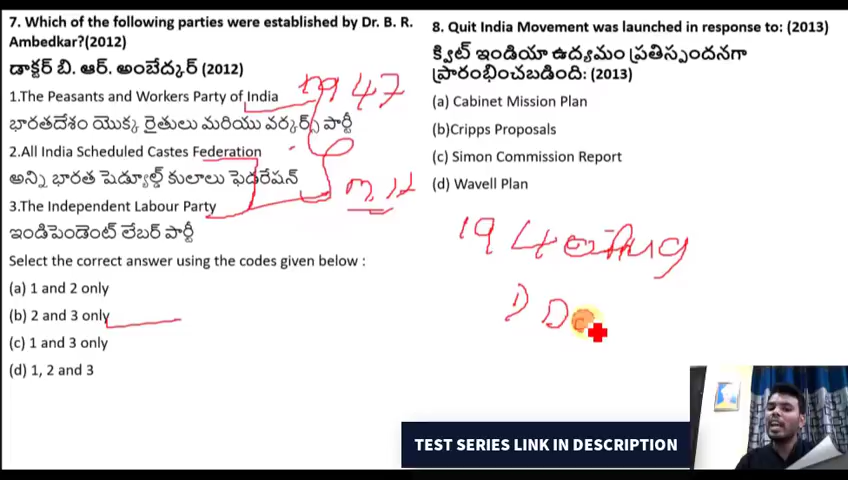 7. Which of the following parties were established by Dr. B. R.
Ambedkar?(2012)
డాక్టర్ బి. ఆర్. అంబేద్కర్ (2012)
1.The Peasants and Workers Party of India
భారతదేశం యొక్క రైతులు మరియు వర్కర్స్ పార్టీ
2.All India Scheduled Castes Federation
అన్ని భారత షెడ్యూల్డ్ కులాలు ఫెడరేషన్
3.The Independent Labour Party
ఇండిపెండెంట్ లేబర్ పార్టీ
Select the correct answer using the codes given below :
(a) 1 and 2 only
(b) 2 and 3 only
(c) 1 and 3 only
(d) 1, 2 and 3
47
8. Quit India Movement was launched in response to: (2013)
క్విట్ ఇండియా ఉద్యమం ప్రతిస్పందనగా
ప్రారంభించబడింది: (2013)
(a) Cabinet Mission Plan
(b)Cripps Proposals
(c) Simon Commission Report
(d) Wavell Plan
194
TEST SERIES LINK IN DESCRIPTION